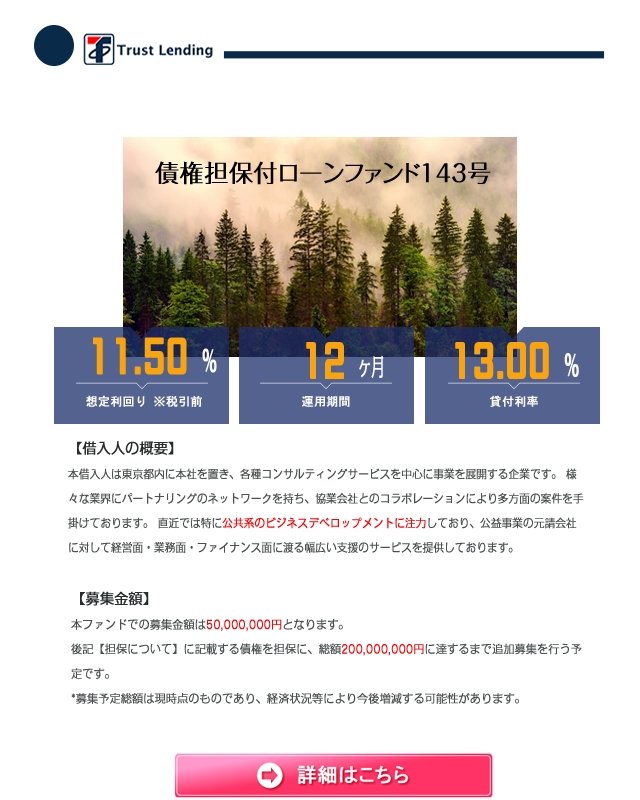 Trust Lending
債権担保付ローンファンド143号
11.50 %
想定利回り ※税引前
12 ヶ月
運用期間
13.00 %
貸付利率
【借入人の概要】
本借入人は東京都内に本社を置き、各種コンサルティングサービスを中心に事業を展開する企業です。 様
々な業界にパートナリングのネットワークを持ち、協業会社とのコラボレーションにより多方面の案件を手
掛けております。 直近では特に公共系のビジネスデベロップメントに注力しており、公益事業の元請会社
に対して経営面・業務面・ファイナンス面に渡る幅広い支援のサービスを提供しております。
【募集金額】
本ファンドでの募集金額は50,000,000円となります。
後記【担保について】に記載する債権を担保に、総額200,000,000円に達するまで追加募集を行う予
定です。
*募集予定総額は現時点のものであり、経済状況等により今後増減する可能性があります。
詳細はこちら